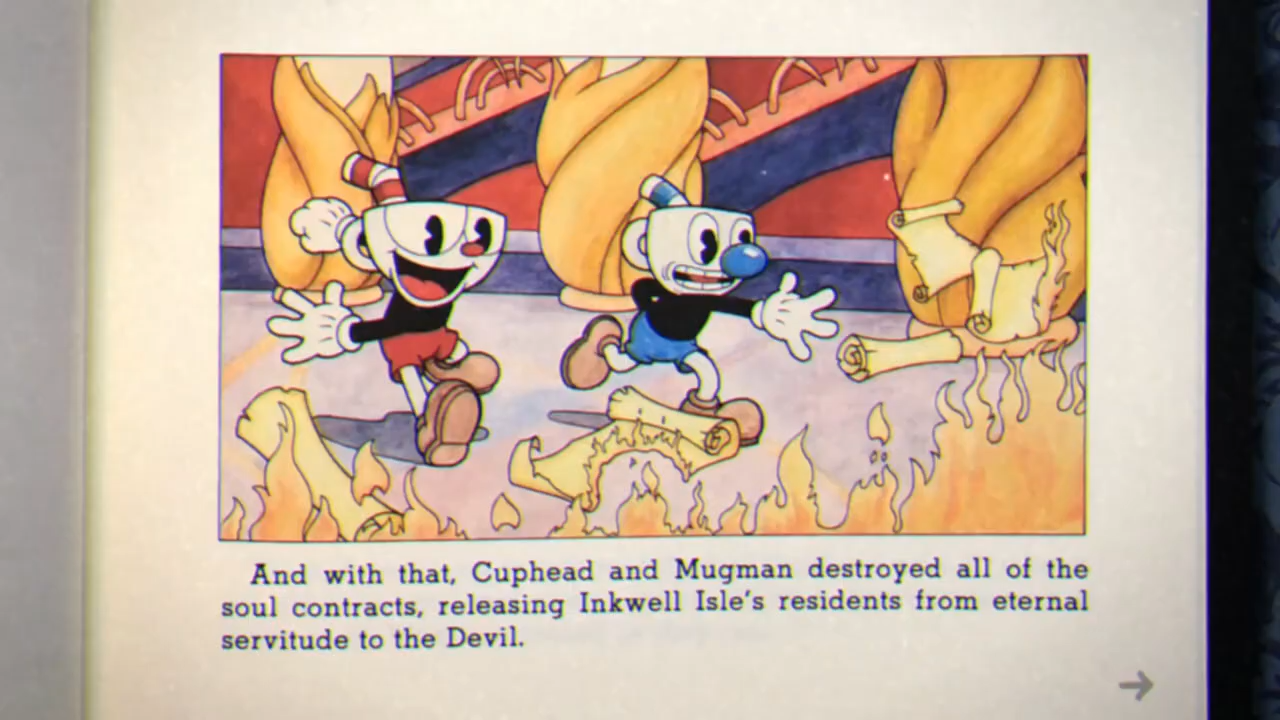 And with that, Cuphead and Mugman destroyed all of the
soul contracts, releasing Inkwell Isle's residents from eternal
servitude to the Devil.